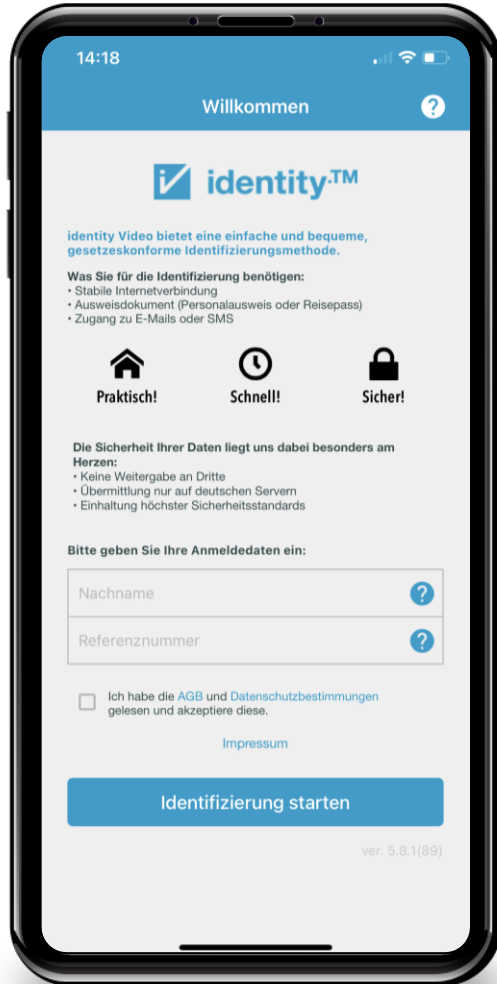 14:18
Willkommen ?
identity.™
identity Video bietet eine einfache und bequeme,
gesetzeskonforme Identifizierungsmethode.
Was Sie für die Identifizierung benötigen:
• Stabile Internetverbindung
• Ausweisdokument (Personalausweis oder Reisepass)
• Zugang zu E-Mails oder SMS
Praktisch! Schnell! Sicher!
Die Sicherheit Ihrer Daten liegt uns dabei besonders am
Herzen:
• Keine Weitergabe an Dritte
• Übermittlung nur auf deutschen Servern
• Einhaltung höchster Sicherheitsstandards
Bitte geben Sie Ihre Anmeldedaten ein:
Nachname ?
Referenznummer ?
Ich habe die AGB und Datenschutzbestimmungen
gelesen und akzeptiere diese.
Impressum
Identifizierung starten
ver. 5.8.1(89)